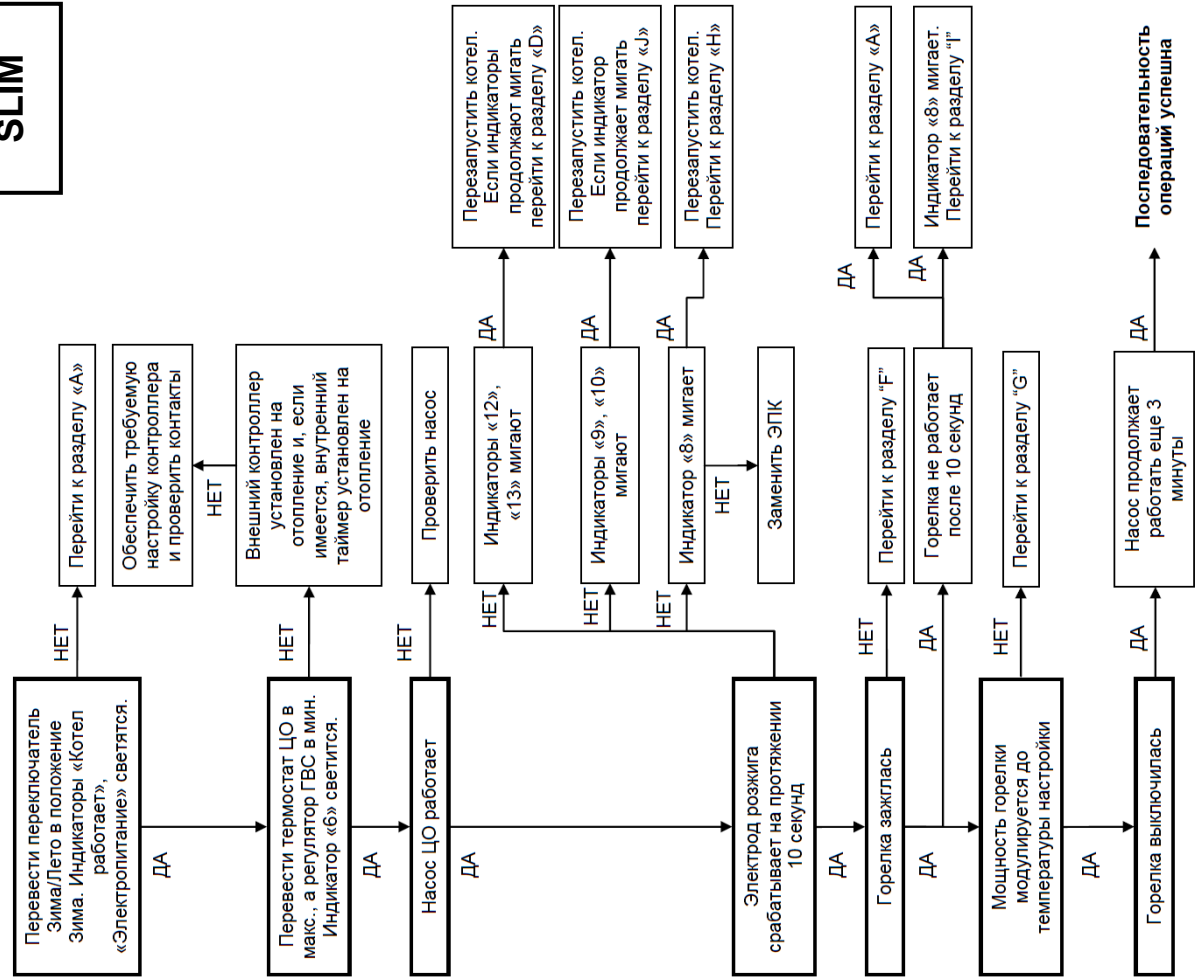 SLIM
Перевести переключатель
Зима/Лето в положение
Зима. Индикаторы «Котел
работает»,
«Электропитание» светятся.
НЕТ
Перейти к разделу «А»
ДА
Перевести термостат ЦО в
макс., а регулятор ГВС в мин.
Индикатор «6» светится.
НЕТ
Внешний контроллер
установлен на
отопление и, если
имеется, внутренний
таймер установлен на
отопление
НЕТ
Обеспечить требуемую
настройку контроллера
и проверить контакты
ДА
Насос ЦО работает
НЕТ
Проверить насос
ДА
Электрод розжига
срабатывает на протяжении
10 секунд
НЕТ
Индикаторы «12»,
«13» мигают
ДА
Перезапустить котел.
Если индикаторы
продолжают мигать
перейти к разделу «D»
НЕТ
Индикаторы «9», «10»
мигают
ДА
Перезапустить котел.
Если индикатор
продолжает мигать
перейти к разделу «J»
НЕТ
Индикатор «8» мигает
ДА
Перезапустить котел.
Перейти к разделу «H»
НЕТ
Заменить ЭПК
ДА
Горелка зажглась
НЕТ
Перейти к разделу “F”
ДА
ДА
Горелка не работает
после 10 секунд
ДА
Перейти к разделу «А»
ДА
Индикатор «8» мигает.
Перейти к разделу “I”
Мощность горелки
модулируется до
температуры настройки
НЕТ
Перейти к разделу “G”
ДА
Горелка выключилась
ДА
Насос продолжает
работать еще 3
минуты
ДА
Последовательность
операций успешна